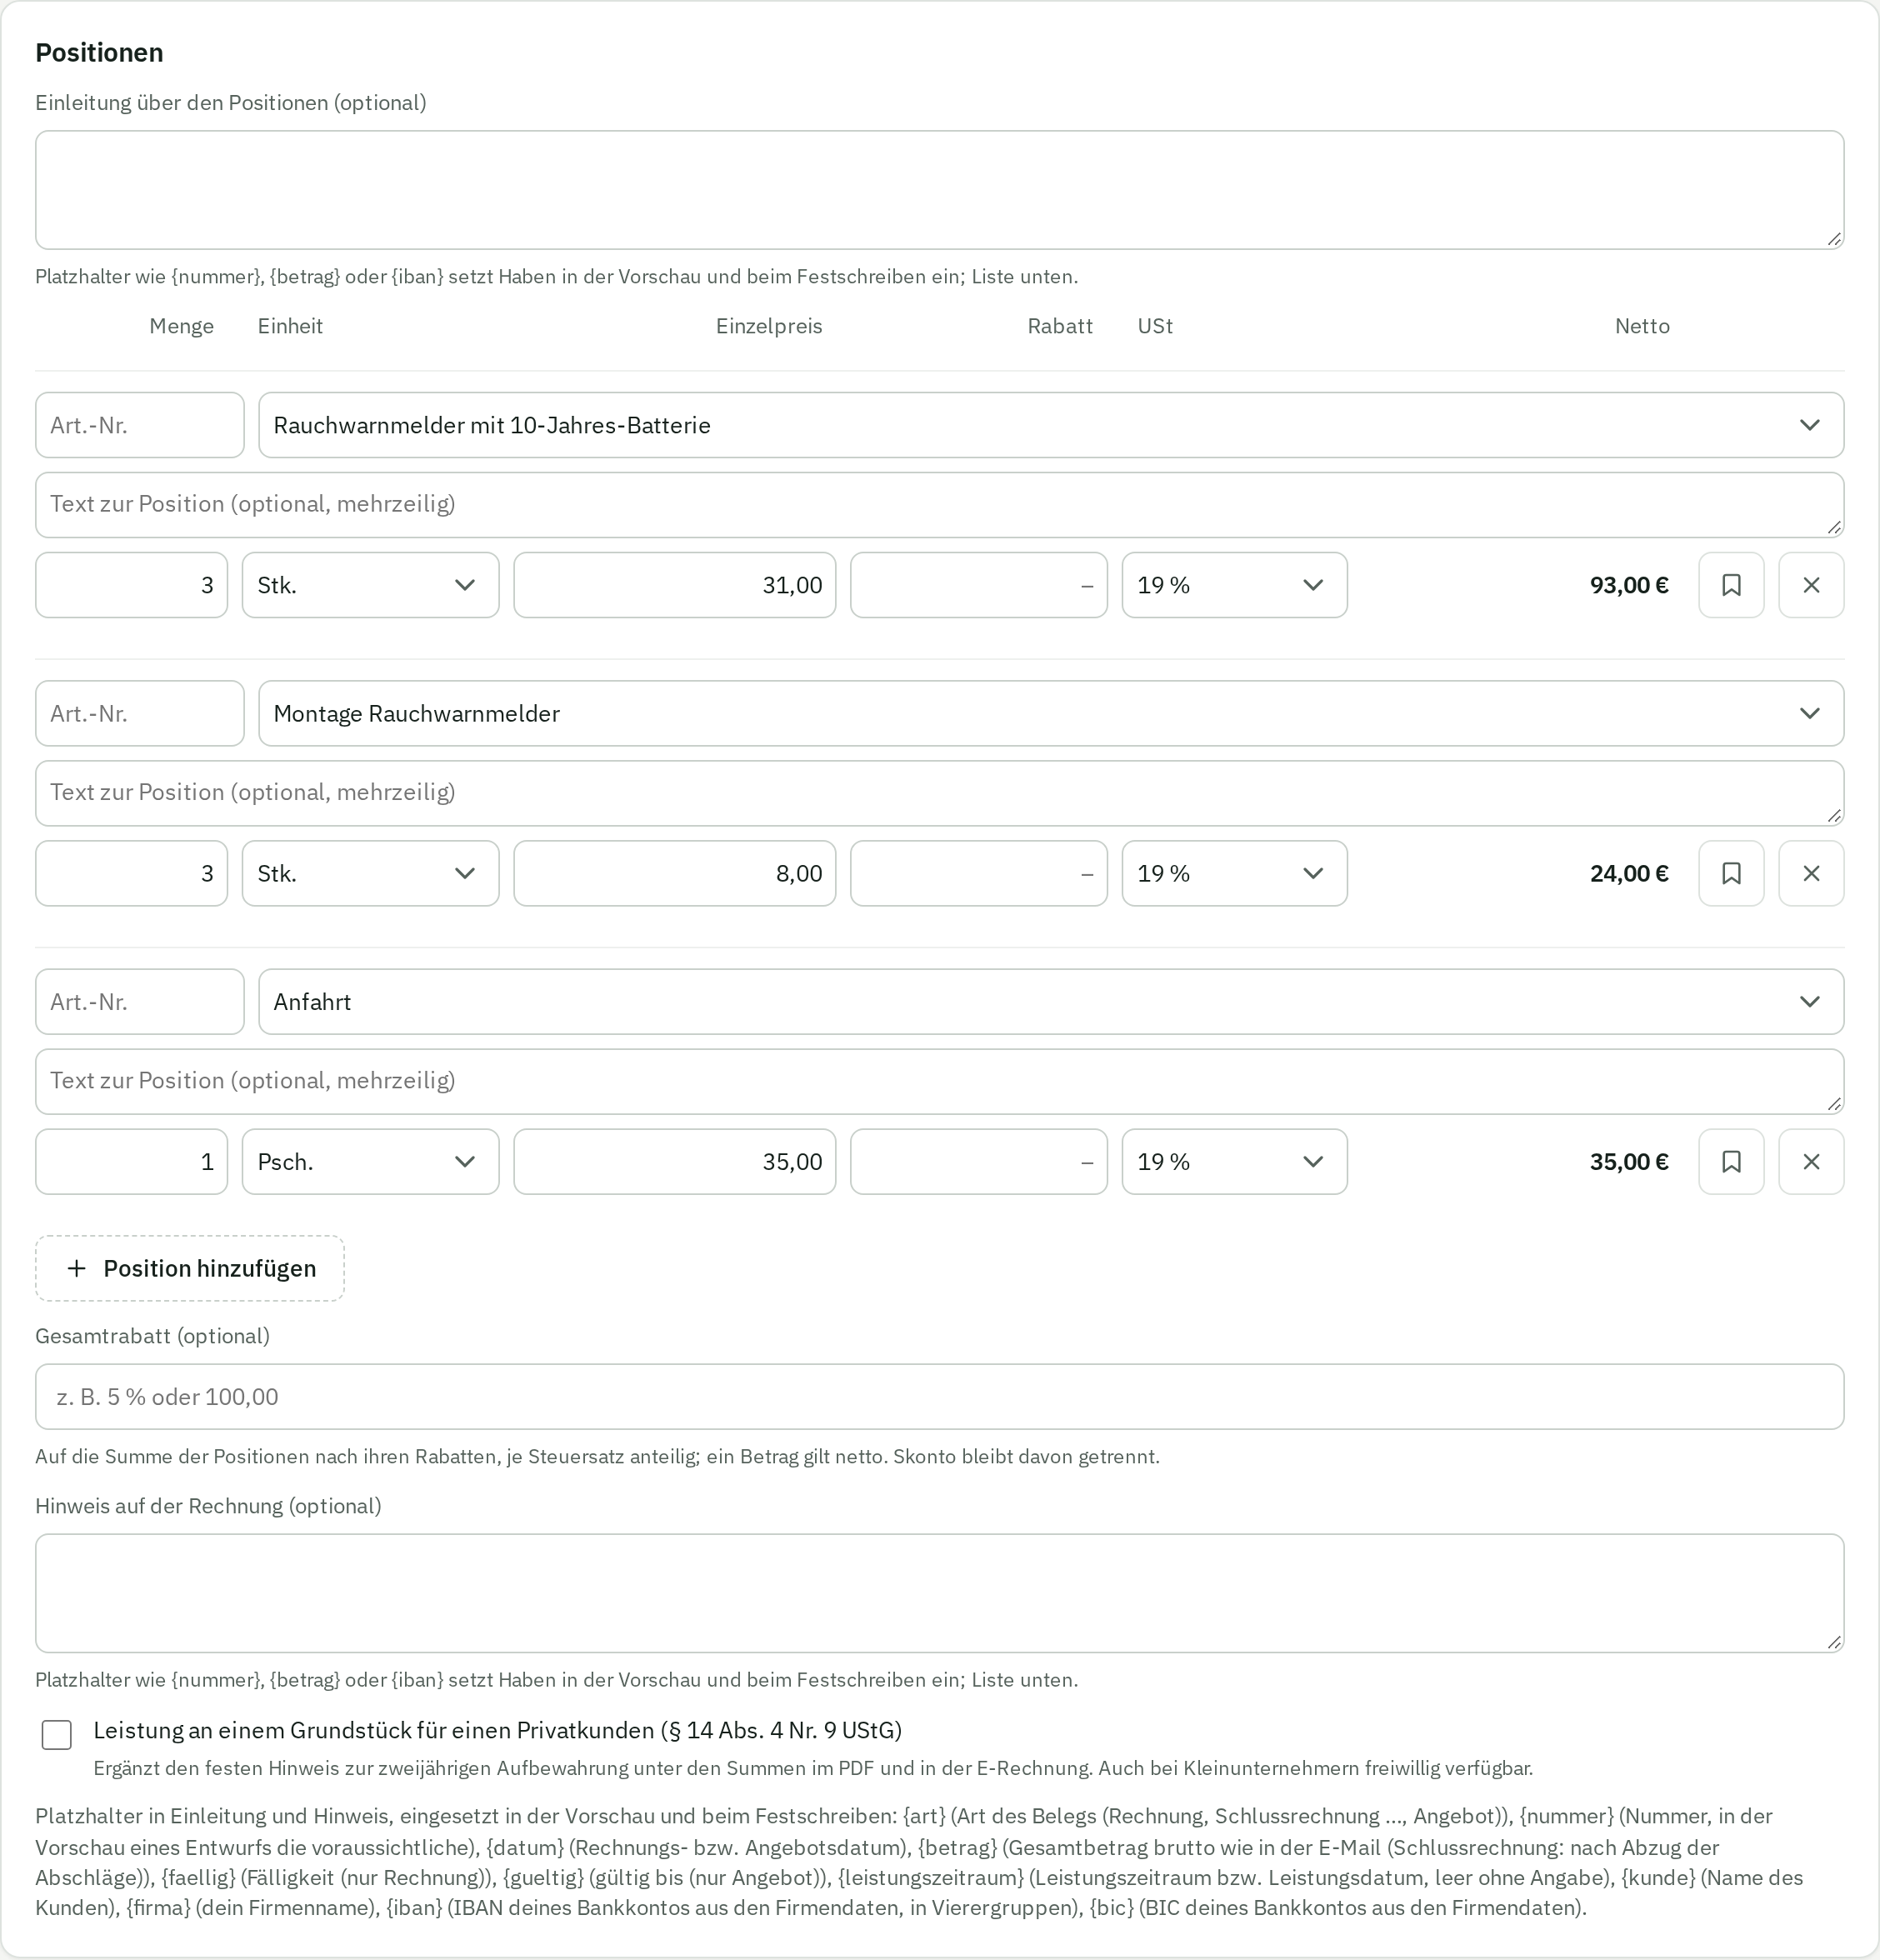 Positionen
Einleitung über den Positionen (optional)
Platzhalter wie {nummer}, {betrag} oder {iban} setzt Haben in der Vorschau und beim Festschreiben ein; Liste unten.
Menge Einheit Einzelpreis Rabatt USt Netto
Art.-Nr. Rauchwarnmelder mit 10-Jahres-Batterie
Text zur Position (optional, mehrzeilig)
3 Stk. 31,00 – 19 % 93,00 €
Art.-Nr. Montage Rauchwarnmelder
Text zur Position (optional, mehrzeilig)
3 Stk. 8,00 – 19 % 24,00 €
Art.-Nr. Anfahrt
Text zur Position (optional, mehrzeilig)
1 Psch. 35,00 – 19 % 35,00 €
+ Position hinzufügen
Gesamtrabatt (optional)
z. B. 5 % oder 100,00
Auf die Summe der Positionen nach ihren Rabatten, je Steuersatz anteilig; ein Betrag gilt netto. Skonto bleibt davon getrennt.
Hinweis auf der Rechnung (optional)
Platzhalter wie {nummer}, {betrag} oder {iban} setzt Haben in der Vorschau und beim Festschreiben ein; Liste unten.
Leistung an einem Grundstück für einen Privatkunden (§ 14 Abs. 4 Nr. 9 UStG)
Ergänzt den festen Hinweis zur zweijährigen Aufbewahrung unter den Summen im PDF und in der E-Rechnung. Auch bei Kleinunternehmern freiwillig verfügbar.
Platzhalter in Einleitung und Hinweis, eingesetzt in der Vorschau und beim Festschreiben: {art} (Art des Belegs (Rechnung, Schlussrechnung …, Angebot)), {nummer} (Nummer, in der
Vorschau eines Entwurfs die voraussichtliche), {datum} (Rechnungs- bzw. Angebotsdatum), {betrag} (Gesamtbetrag brutto wie in der E-Mail (Schlussrechnung: nach Abzug der
Abschläge)), {faellig} (Fälligkeit (nur Rechnung)), {gueltig} (gültig bis (nur Angebot)), {leistungszeitraum} (Leistungszeitraum bzw. Leistungsdatum, leer ohne Angabe), {kunde} (Name des
Kunden), {firma} (dein Firmenname), {iban} (IBAN deines Bankkontos aus den Firmendaten, in Vierergruppen), {bic} (BIC deines Bankkontos aus den Firmendaten).